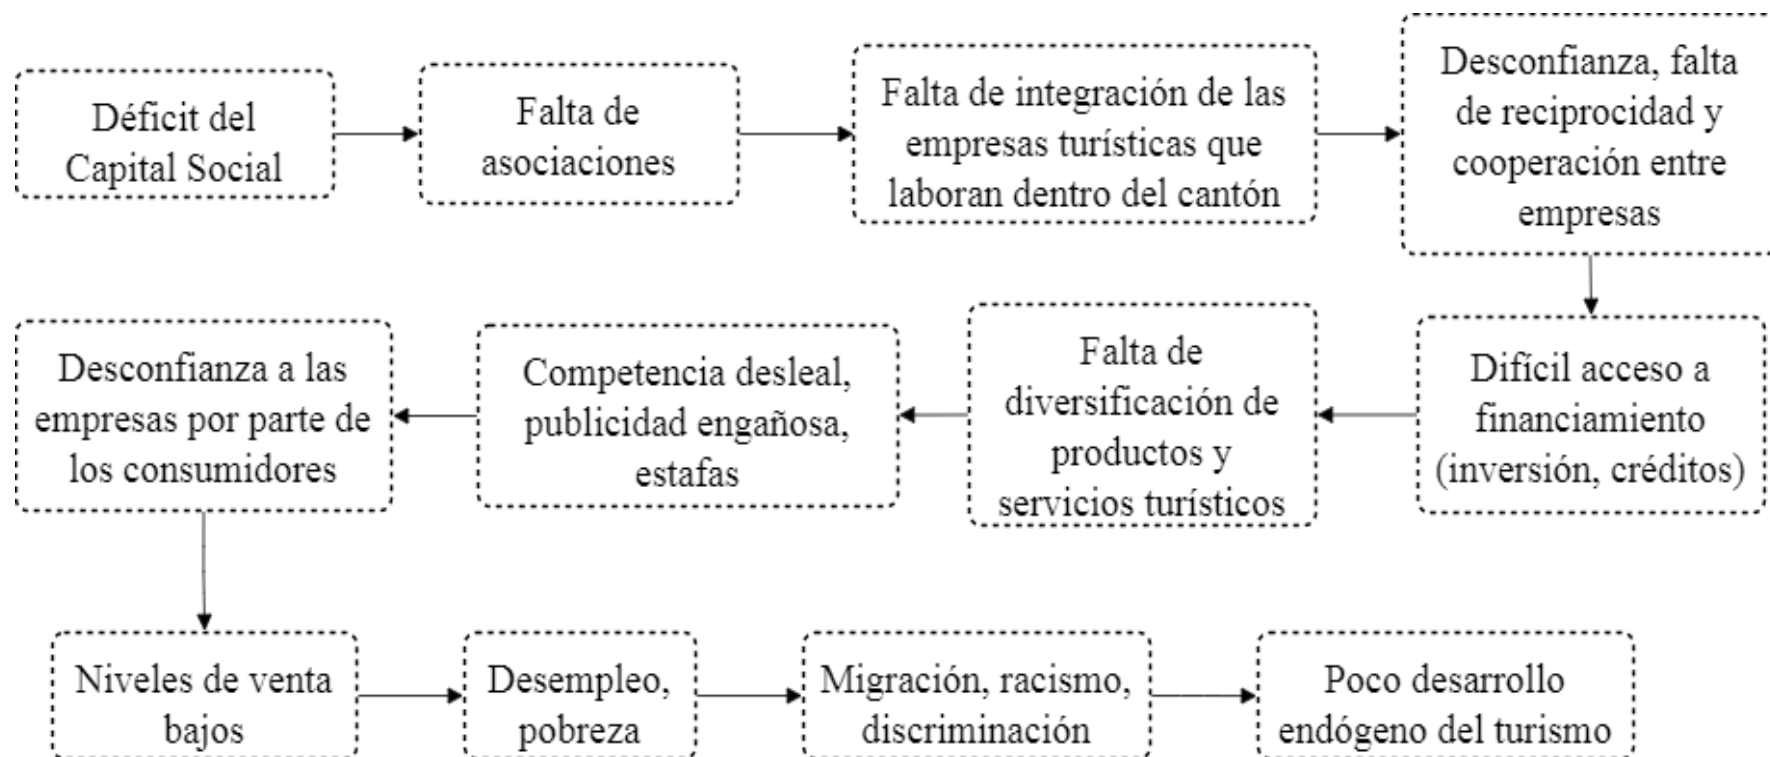 Déficit del
Capital Social
Falta de
asociaciones
Falta de integración de las
empresas turísticas que
laboran dentro del cantón
Desconfianza, falta
de reciprocidad y
cooperación entre
empresas
Difícil acceso a
financiamiento
(inversión, créditos)
Falta de
diversificación de
productos y
servicios turísticos
Competencia desleal,
publicidad engañosa,
estafas
Desconfianza a las
empresas por parte de
los consumidores
Niveles de venta
bajos
Desempleo,
pobreza
Migración, racismo,
discriminación
Poco desarrollo
endógeno del turismo